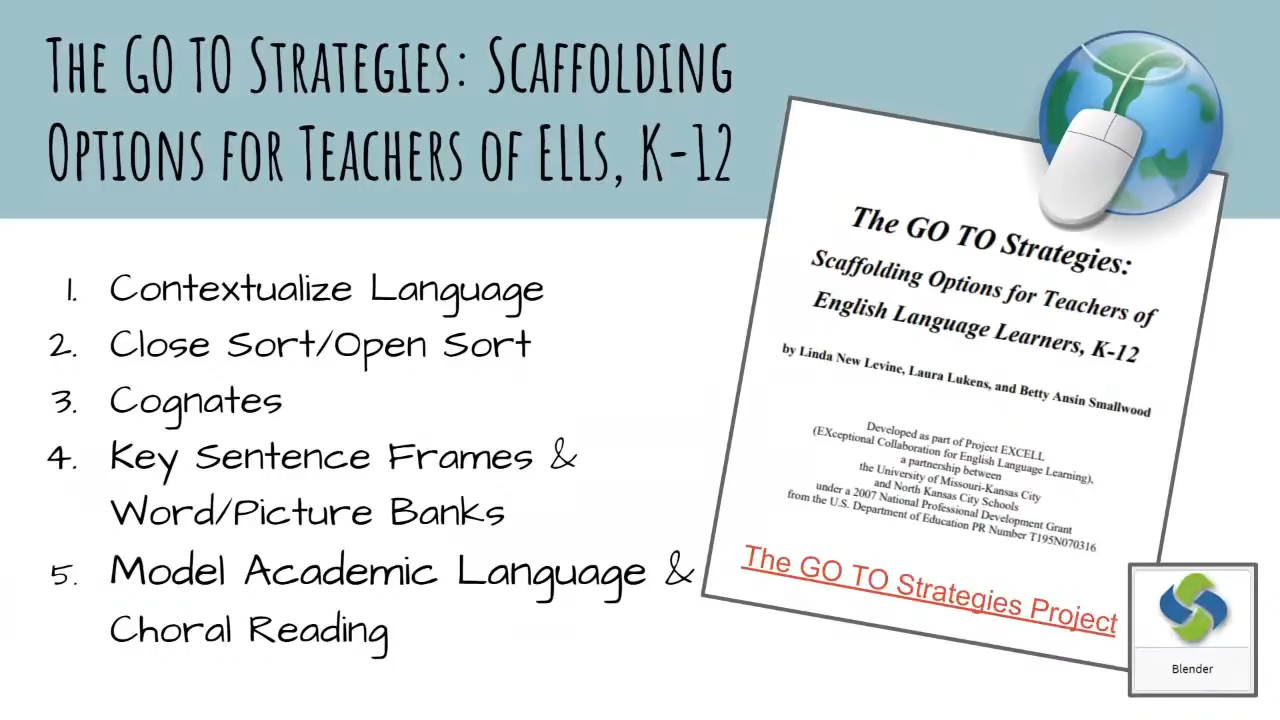 The GO TO Strategies: Scaffolding
Options for Teachers of ELLs, K-12
1. Contextualize Language
2. Close Sort/Open Sort
3. Cognates
4. Key Sentence Frames &
Word/Picture Banks
5. Model Academic Language &
Choral Reading
The GO TO Strategies:
Scaffolding Options for Teachers of
English Language Learners, K-12
by Linda New Levine, Laura Lukens, and Betty Ansin Smallwood
Developed as part of Project EXCELL
(EXceptional Collaboration for English Language Learning),
a partnership between
the University of Missouri-Kansas City
and North Kansas City Schools
under a 2007 National Professional Development Grant
from the U.S. Department of Education PR Number T195N070316
The GO TO Strategies Project
Blender